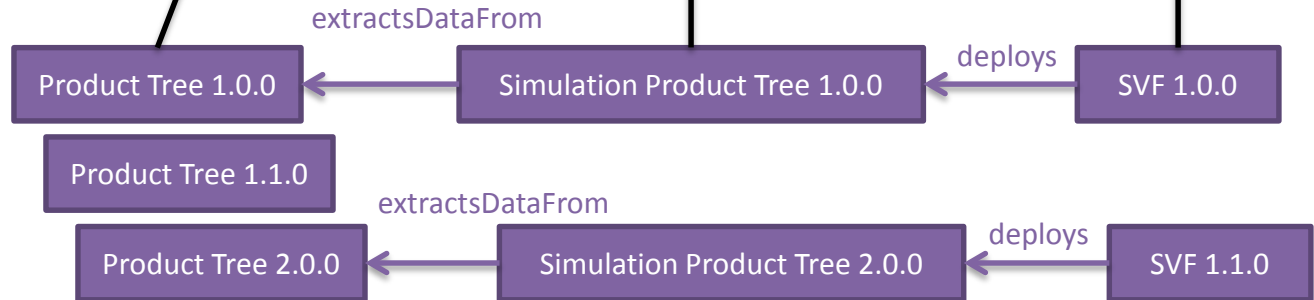 extractsDataFrom
Product Tree 1.0.0
Simulation Product Tree 1.0.0
deploys
SVF 1.0.0
Product Tree 1.1.0
extractsDataFrom
Product Tree 2.0.0
Simulation Product Tree 2.0.0
deploys
SVF 1.1.0